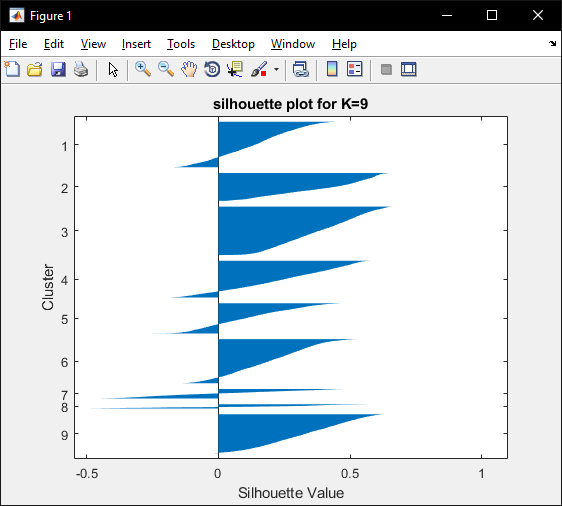 Figure 1
File Edit View Insert Tools Desktop Window Help
silhouette plot for K=9
1
2
3
4
5
6
7
8
9
Cluster
-0.5 0 0.5 1
Silhouette Value